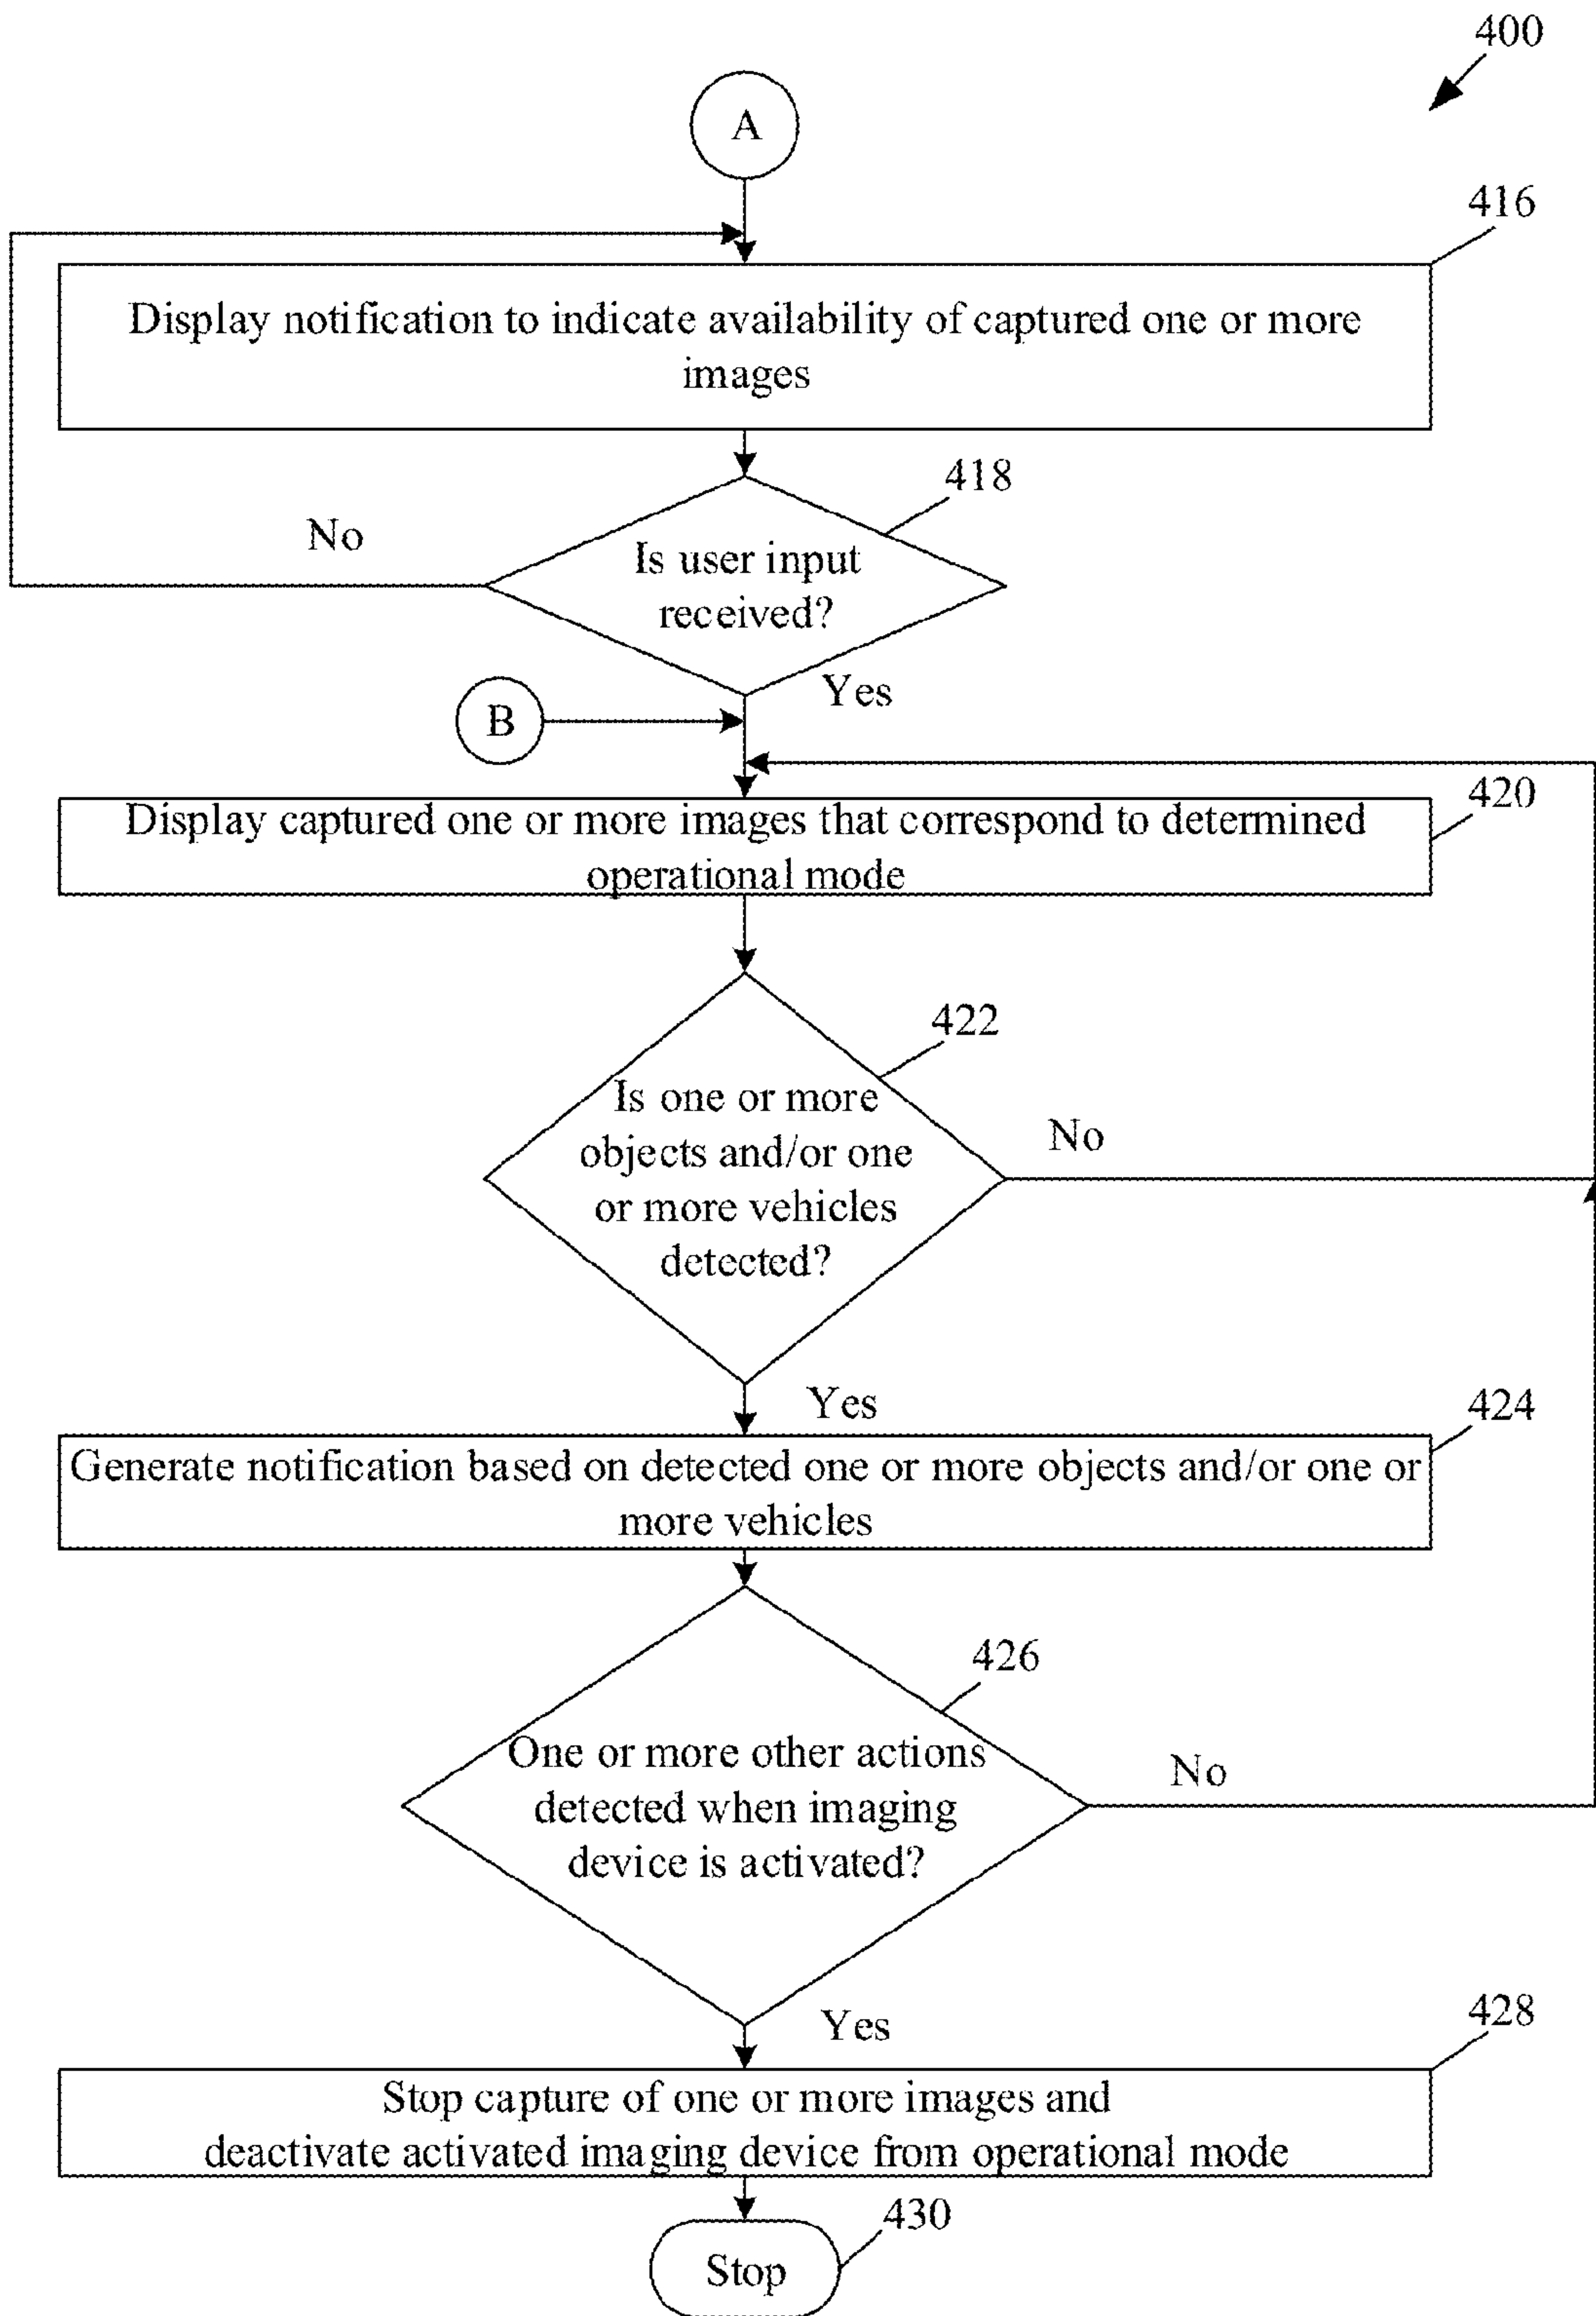 400
A
416
Display notification to indicate availability of captured one or more
images
418
No
Is user input
received?
Yes
B
420
Display captured one or more images that correspond to determined
operational mode
422
Is one or more
objects and/or one
or more vehicles
detected?
No
Yes
424
Generate notification based on detected one or more objects and/or one or
more vehicles
426
One or more other actions
detected when imaging
device is activated?
No
Yes
428
Stop capture of one or more images and
deactivate activated imaging device from operational mode
430
Stop